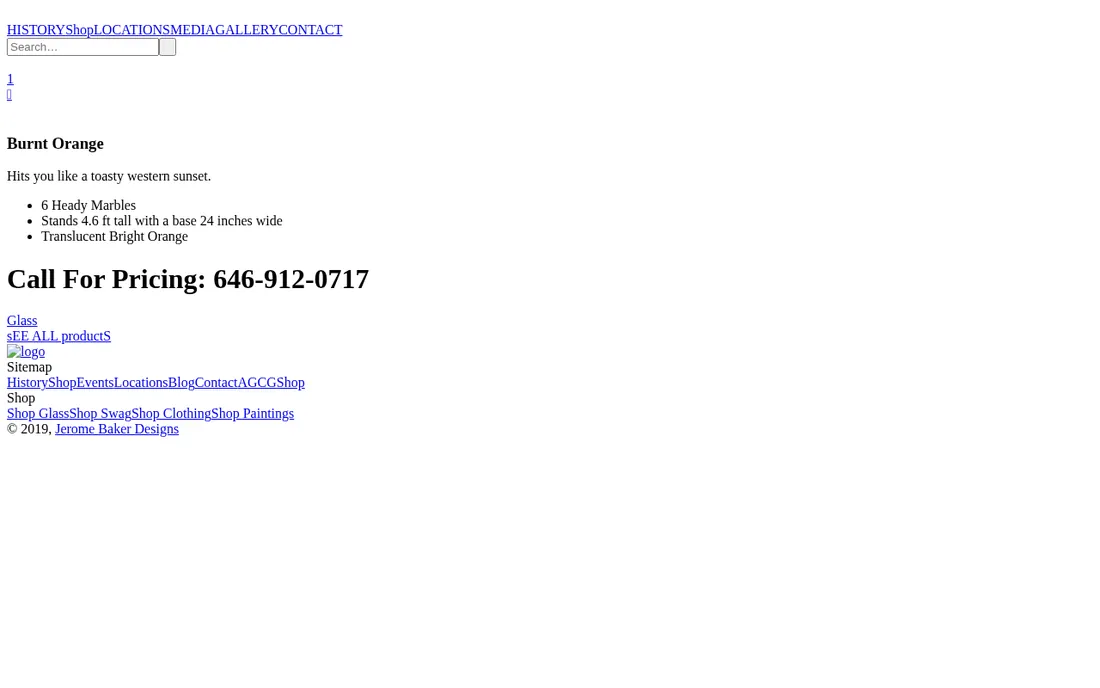 HISTORYShopLOCATIONSMEDIAGALLERYCONTACT
Search…
1
Burnt Orange
Hits you like a toasty western sunset.
6 Heady Marbles
Stands 4.6 ft tall with a base 24 inches wide
Translucent Bright Orange
Call For Pricing: 646-912-0717
Glass
sEE ALL productS
logo
Sitemap
HistoryShopEventsLocationsBlogContactAGCGShop
Shop
Shop GlassShop SwagShop ClothingShop Paintings
© 2019, Jerome Baker Designs